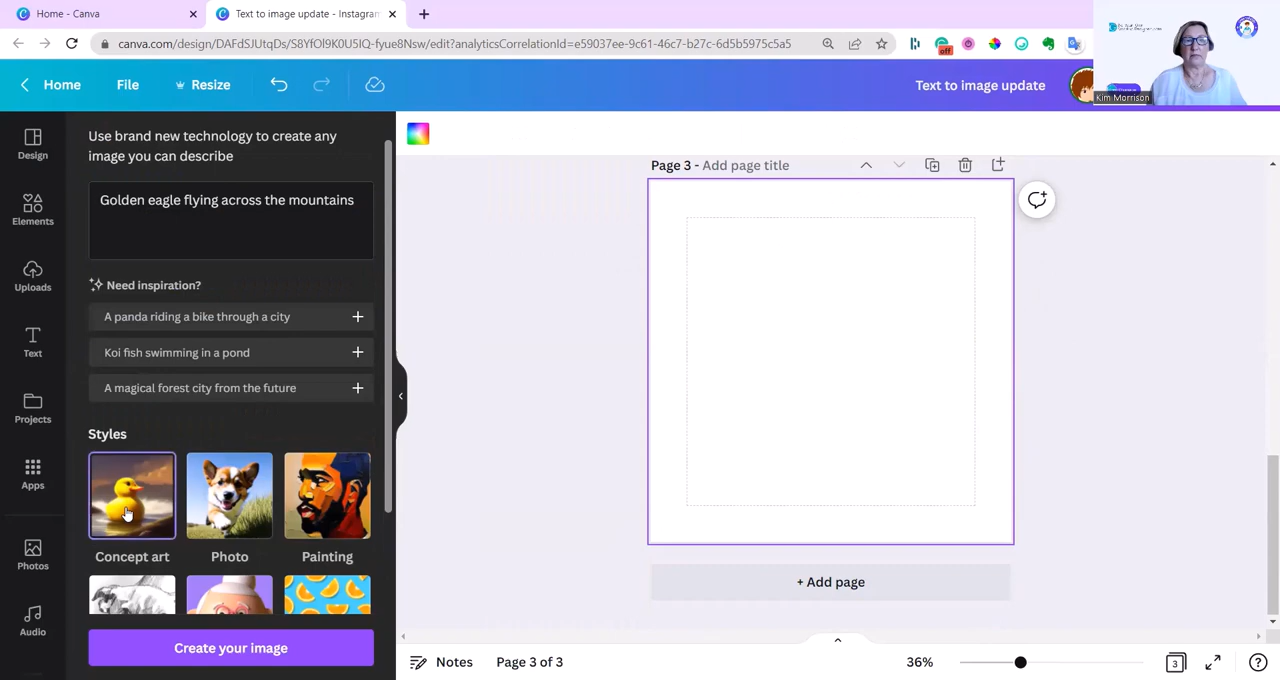 Home - Canva
Text to image update - Instagram
canva.com/design/DAFdSJUtqDs/S9YfOl9K0U5IQ-fyue8Nsw/edit?analyticsCorrelationId=e59037ee-9c61-46c7-b27c-6d5b5975c5a5
off
Home
File
Resize
Text to image update
Kim Morrison
Design
Elements
Uploads
Text
Projects
Apps
Photos
Audio
Use brand new technology to create any
image you can describe
Golden eagle flying across the mountains
Need inspiration?
A panda riding a bike through a city
Koi fish swimming in a pond
A magical forest city from the future
Styles
Concept art
Photo
Painting
Create your image
Page 3 - Add page title
+ Add page
Notes
Page 3 of 3
36%
3